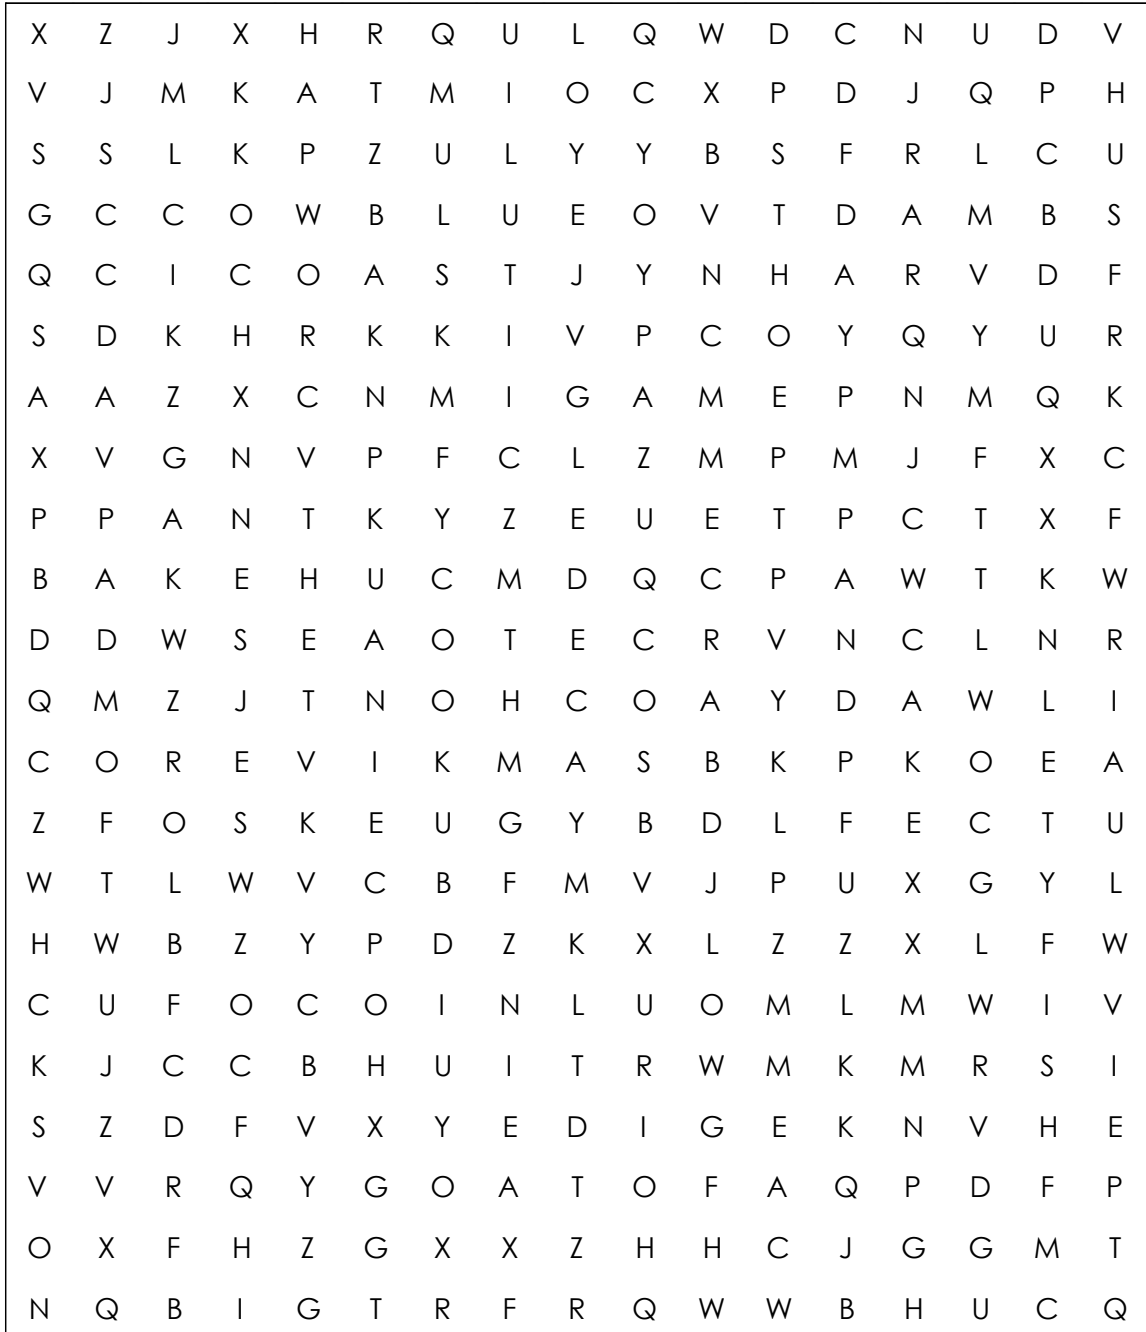 X Z J X H R Q U L Q W D C N U D V
V J M K A T M I O C X P D J Q P H
S S L K P Z U L Y Y B S F R L C U
G C C O W B L U E O V T D A M B S
Q C I C O A S T J Y N H A R V D F
S D K H R K K I V P C O Y Q Y U R
A A Z X C N M I G A M E P N M Q K
X V G N V P F C L Z M P M J F X C
P P A N T K Y Z E U E T P C T X F
B A K E H U C M D Q C P A W T K W
D D W S E A O T E C R V N C L N R
Q M Z J T N O H C O A Y D A W L I
C O R E V I K M A S B K P K O E A
Z F O S K E U G Y B D L F E C T U
W T L W V C B F M V J P U X G Y L
H W B Z Y P D Z K X L Z Z X L F W
C U F O C O I N L U O M L M W I V
K J C C B H U I T R W M K M R S I
S Z D F V X Y E D I G E K N V H E
V V R Q Y G O A T O F A Q P D F P
O X F H Z G X X Z H H C J G G M T
N Q B I G T R F R Q W W B H U C Q